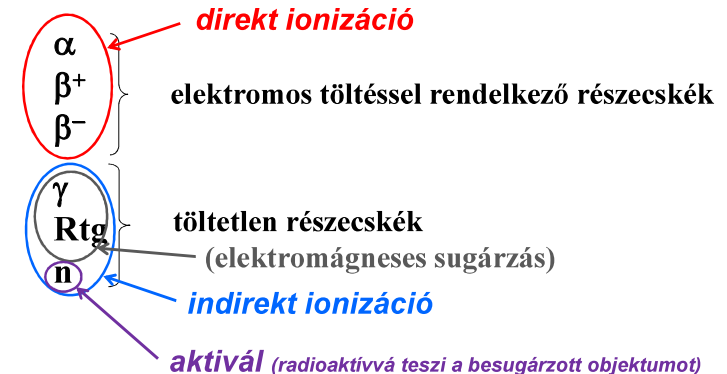 direkt ionizáció
α
β⁺
elektromos töltéssel rendelkező részecskék
β⁻
γ
Rtg
töltetlen részecskék
(elektromágneses sugárzás)
n
indirekt ionizáció
aktivál (radioaktívvá teszi a besugárzott objektumot)